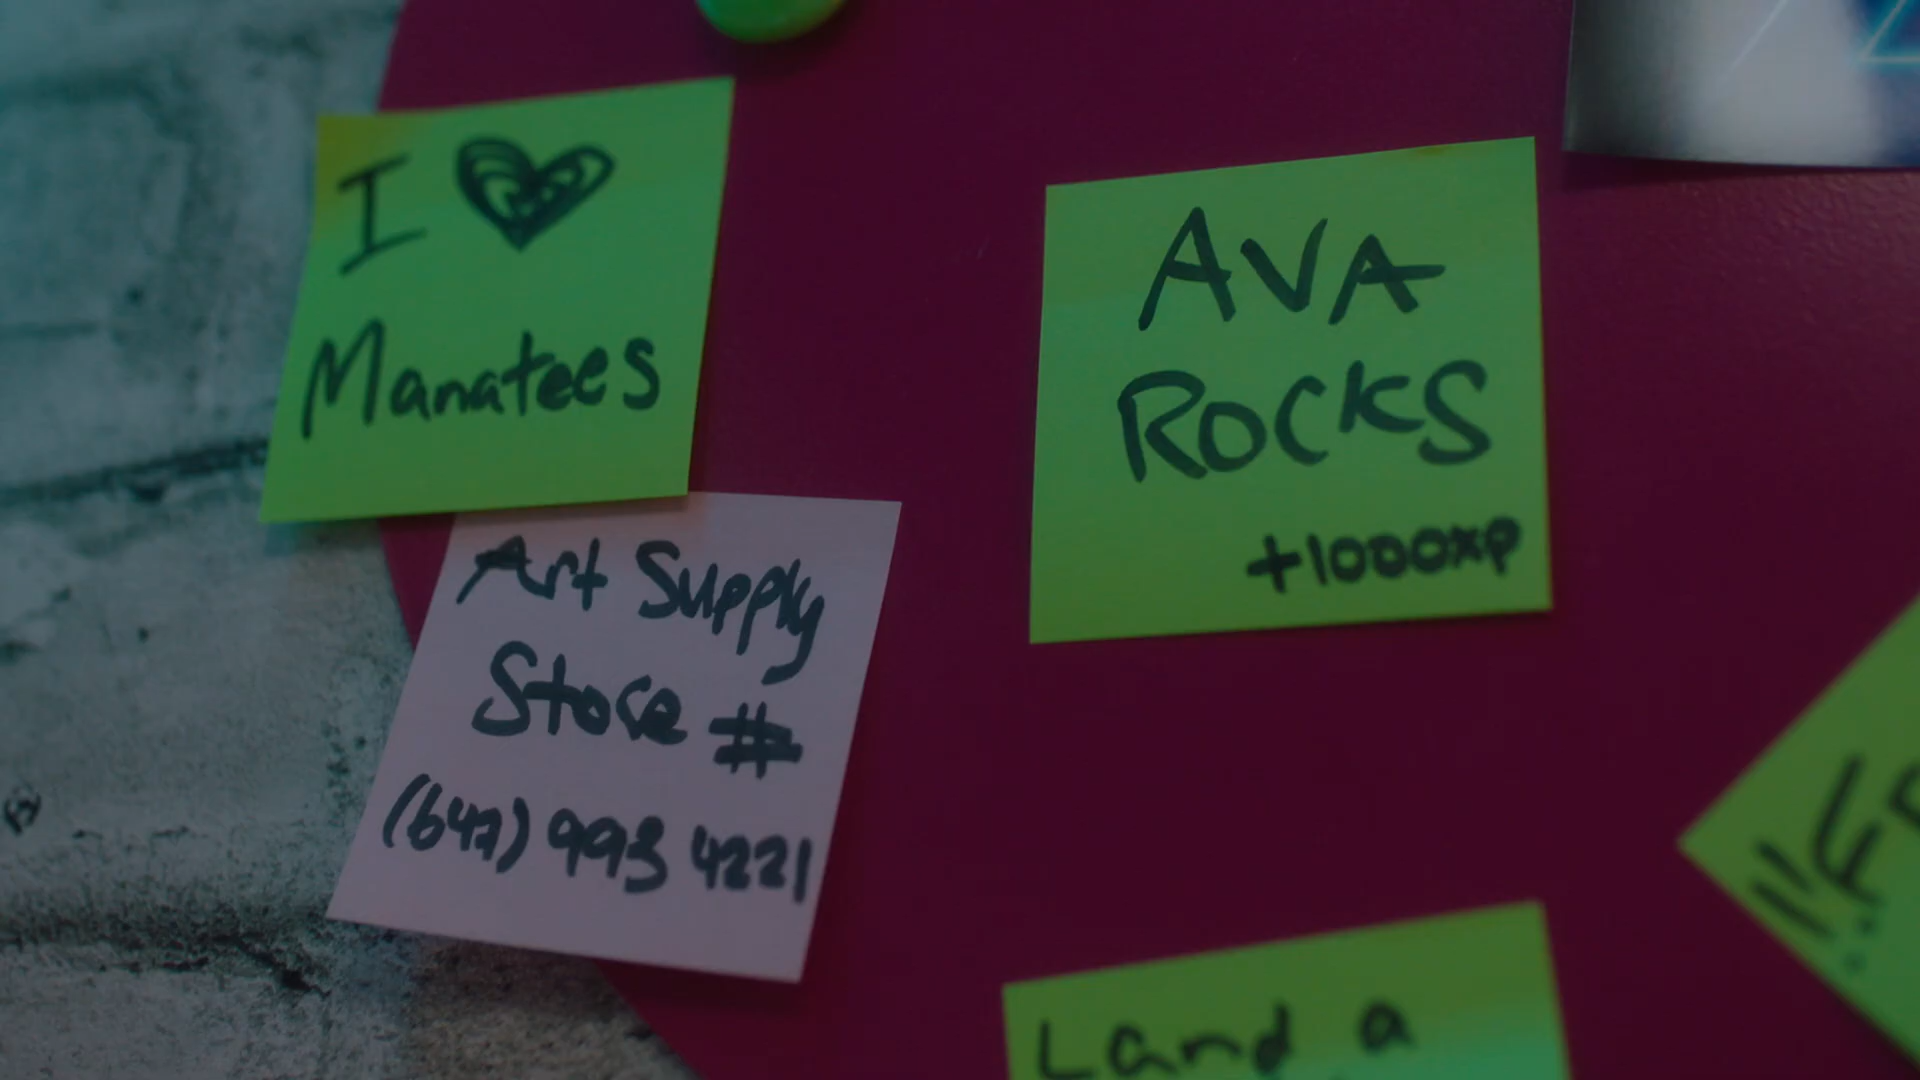 I ♥
Manatees
AVA
ROCKS
+1000xp
Art Supply
Store #
(647) 993 4221
Land a